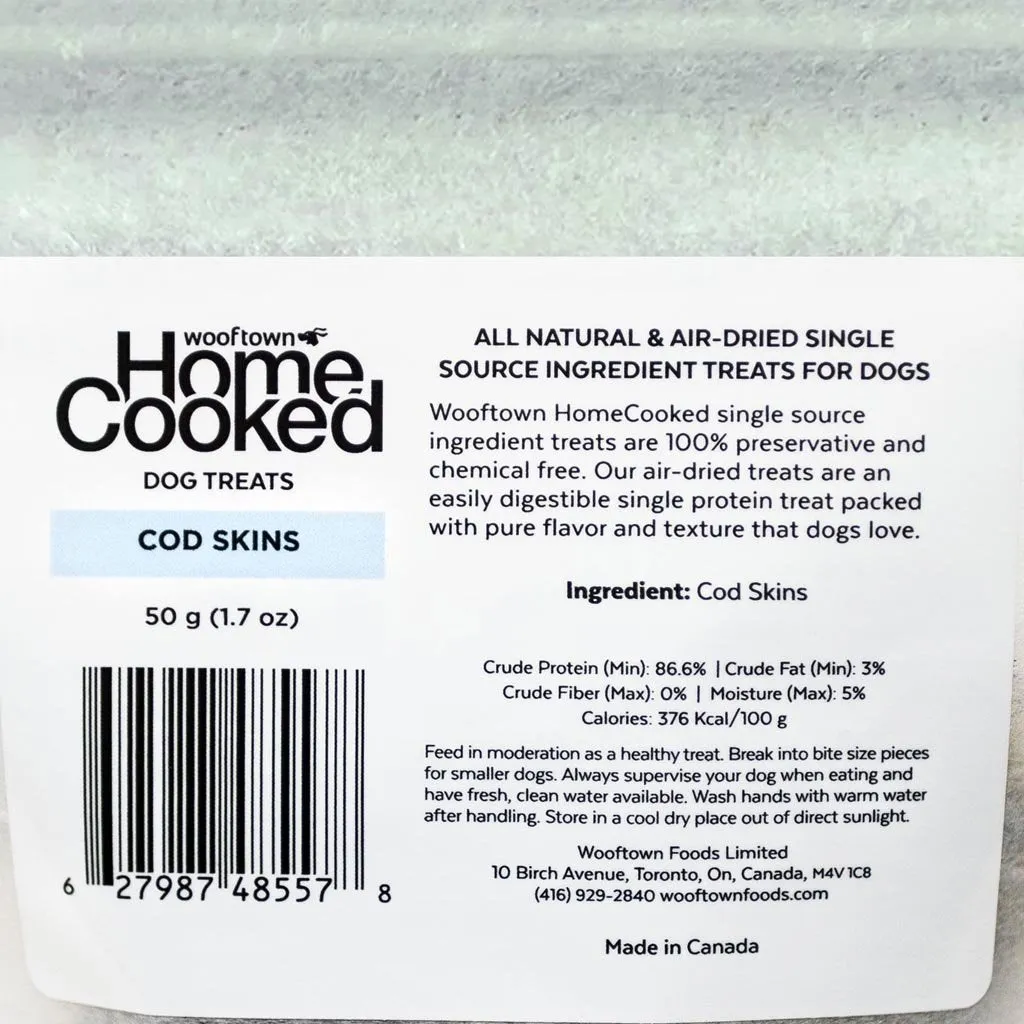 wooftown
Home
Cooked
DOG TREATS
COD SKINS
50 g (1.7 oz)
6 27987 48557 8
ALL NATURAL & AIR-DRIED SINGLE
SOURCE INGREDIENT TREATS FOR DOGS
Wooftown HomeCooked single source
ingredient treats are 100% preservative and
chemical free. Our air-dried treats are an
easily digestible single protein treat packed
with pure flavor and texture that dogs love.
Ingredient: Cod Skins
Crude Protein (Min): 86.6% | Crude Fat (Min): 3%
Crude Fiber (Max): 0% | Moisture (Max): 5%
Calories: 376 Kcal/100 g
Feed in moderation as a healthy treat. Break into bite size pieces
for smaller dogs. Always supervise your dog when eating and
have fresh, clean water available. Wash hands with warm water
after handling. Store in a cool dry place out of direct sunlight.
Wooftown Foods Limited
10 Birch Avenue, Toronto, On, Canada, M4V 1C8
(416) 929-2840 wooftownfoods.com
Made in Canada